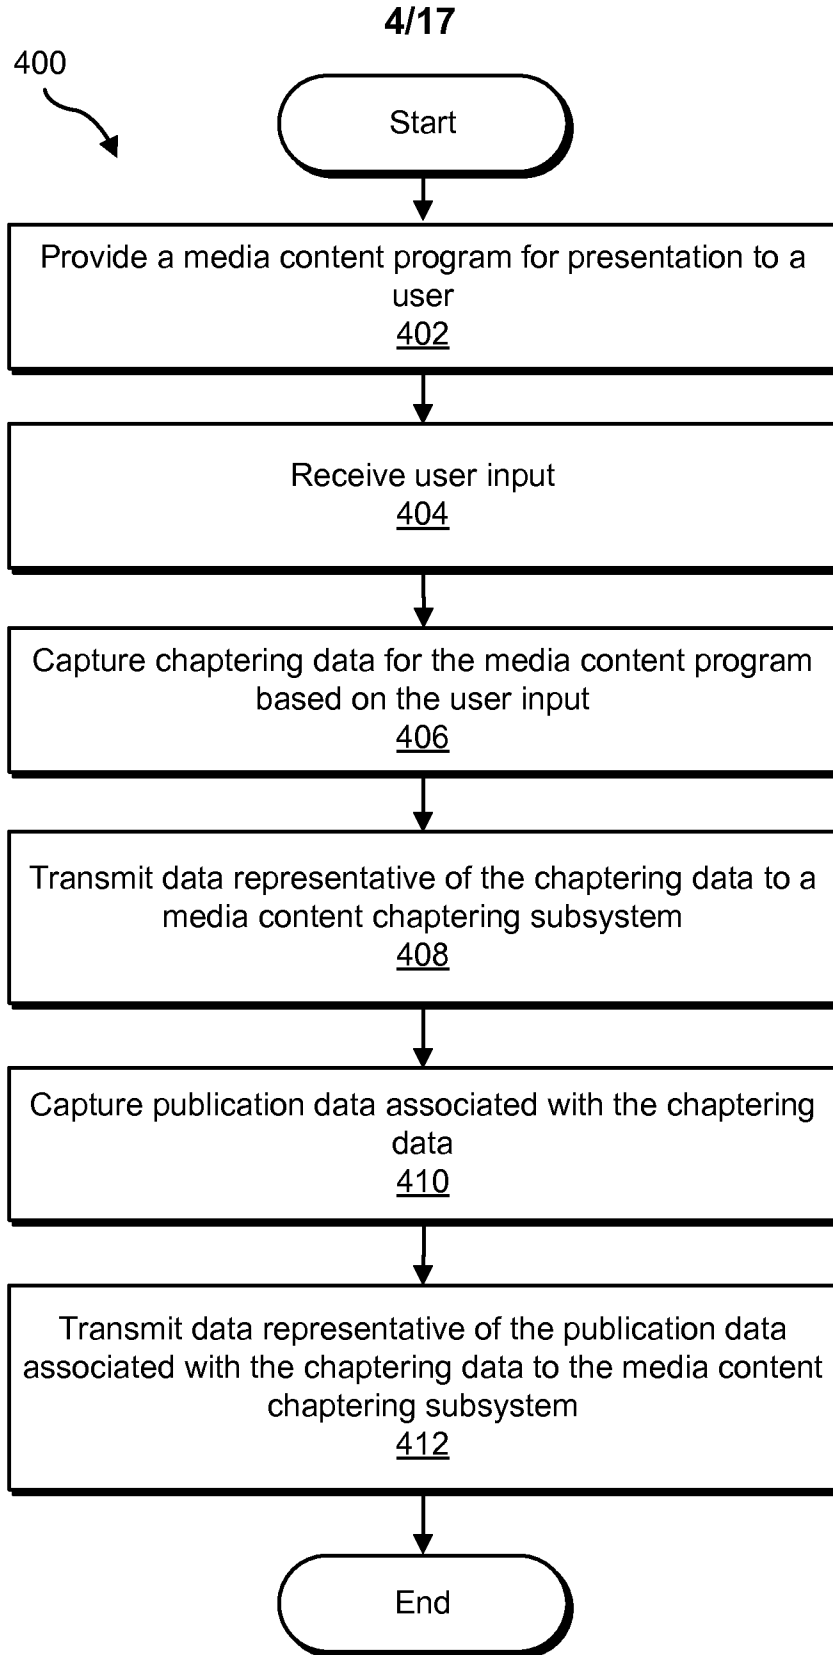 4/17
400
Start
Provide a media content program for presentation to a
user
402
Receive user input
404
Capture chaptering data for the media content program
based on the user input
406
Transmit data representative of the chaptering data to a
media content chaptering subsystem
408
Capture publication data associated with the chaptering
data
410
Transmit data representative of the publication data
associated with the chaptering data to the media content
chaptering subsystem
412
End